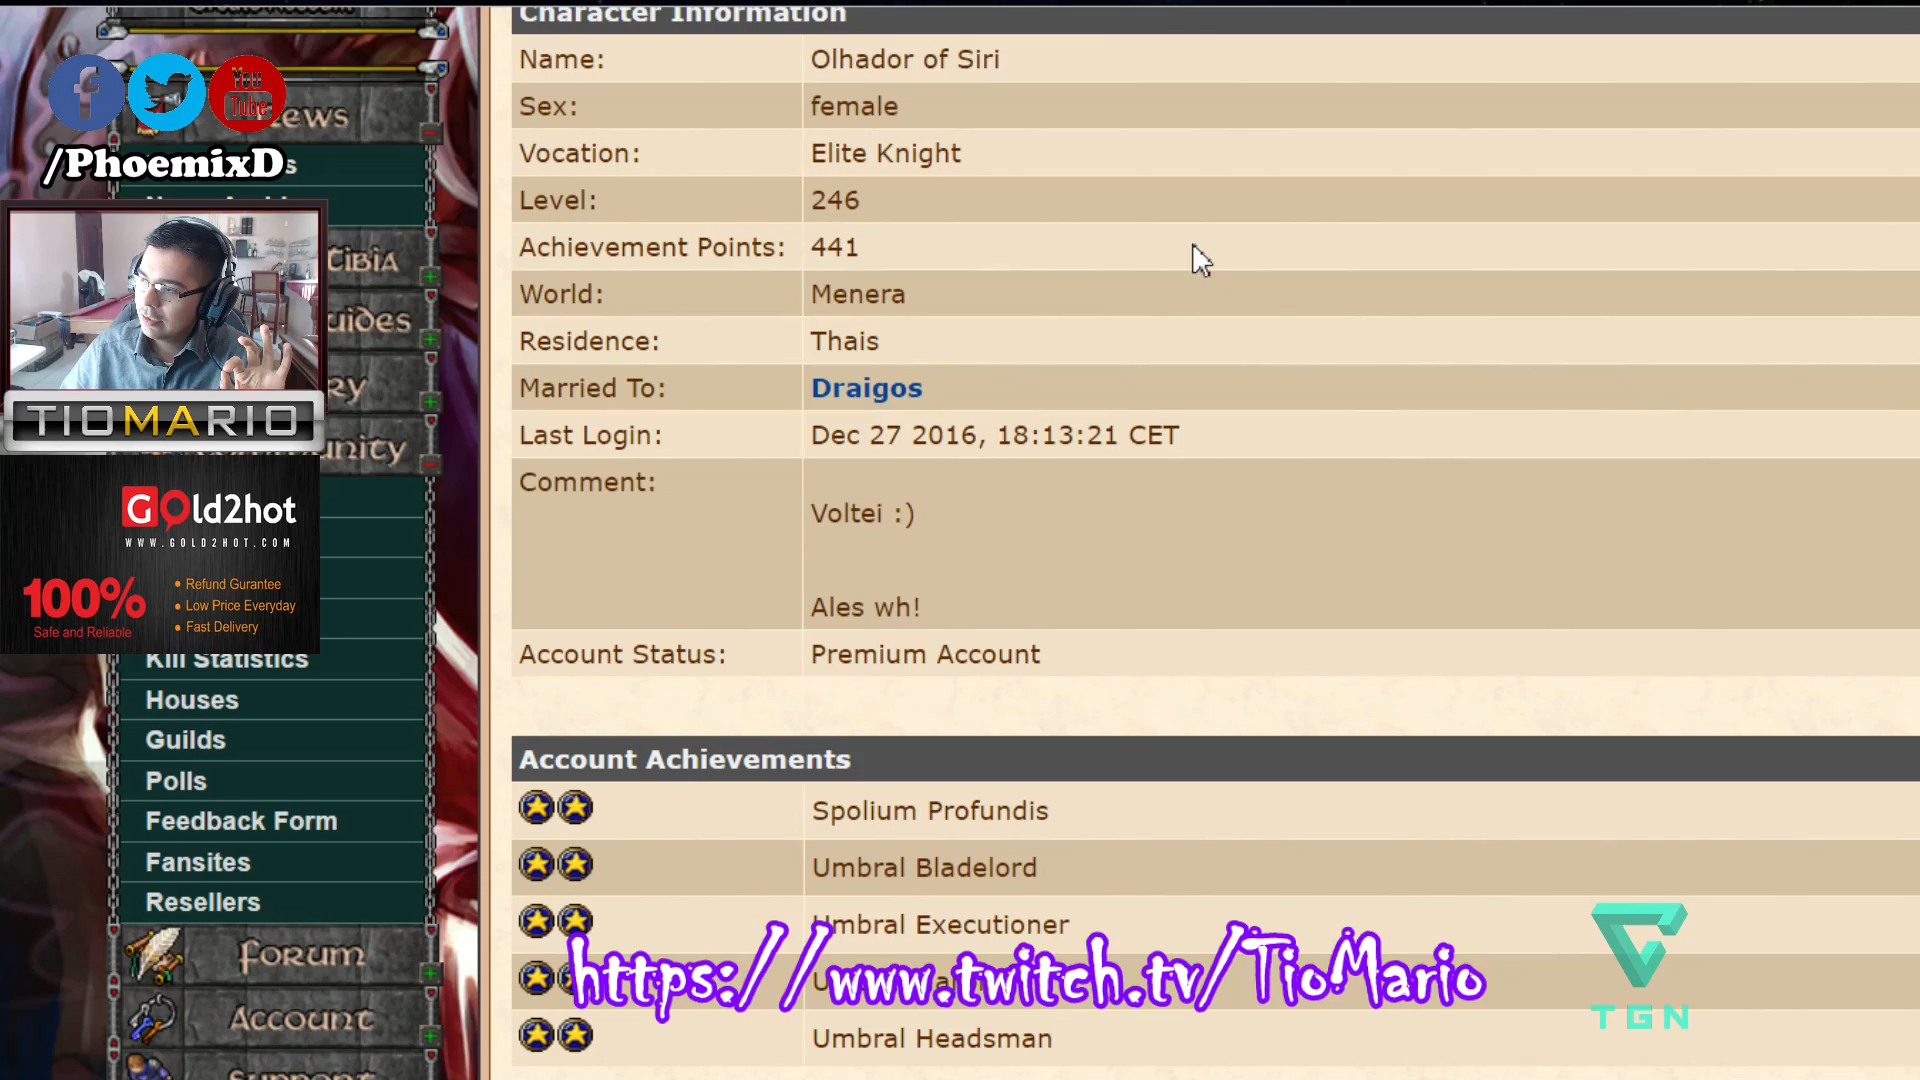 Character Information
Name: Olhador of Siri
Sex: female
Vocation: Elite Knight
Level: 246
Achievement Points: 441
World: Menera
Residence: Thais
Married To: Draigos
Last Login: Dec 27 2016, 18:13:21 CET
Comment:
Voltei :)
Ales wh!
Account Status: Premium Account
Account Achievements
Spolium Profundis
Umbral Bladelord
Umbral Executioner
Umbral Headsman
https://www.twitch.tv/TioMario
TGN
f
You
Tube
/PhoemixD
TIOMARIO
Gold2hot
WWW.GOLD2HOT.COM
100%
Safe and Reliable
• Refund Gurantee
• Low Price Everyday
• Fast Delivery
Kill Statistics
Houses
Guilds
Polls
Feedback Form
Fansites
Resellers
Forum
Account
Support